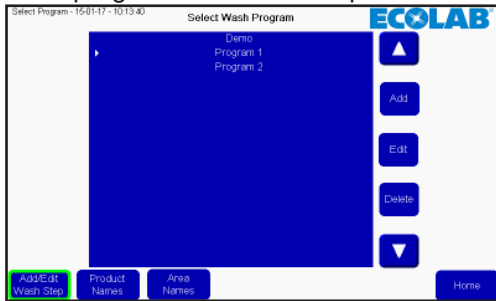 Select Program - 15-01-17 - 10:13:40
Select Wash Program
ECOLAB®
Demo
Program 1
Program 2
Add
Edit
Delete
Add/Edit
Wash Step
Product
Names
Area
Names
Home